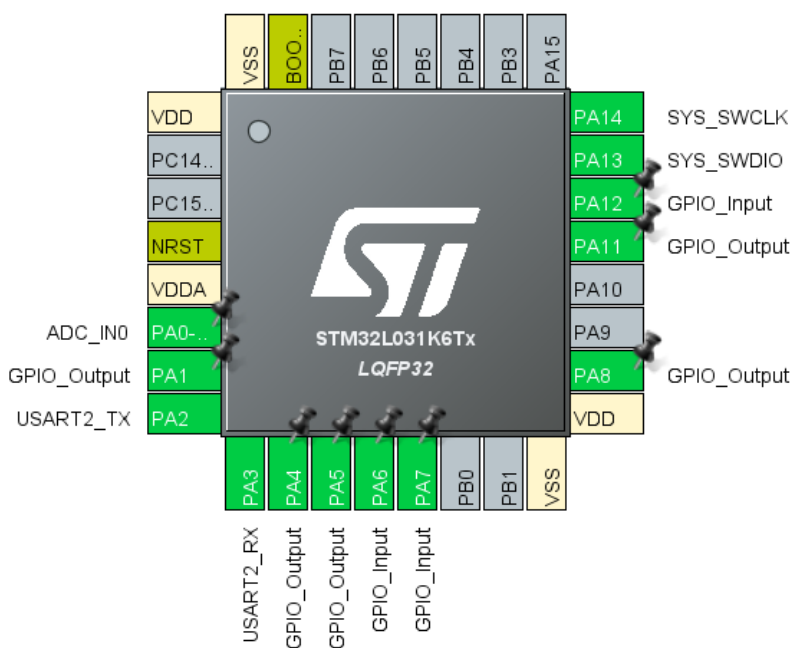 VSS
BOO..
PB7
PB6
PB5
PB4
PB3
PA15
VDD
PA14
SYS_SWCLK
PC14..
PA13
SYS_SWDIO
PC15..
PA12
GPIO_Input
NRST
PA11
GPIO_Output
VDDA
PA10
ADC_IN0
PA0-..
STM32L031K6Tx
PA9
GPIO_Output
PA1
LQFP32
PA8
GPIO_Output
USART2_TX
PA2
VDD
PA3
PA4
PA5
PA6
PA7
PB0
PB1
VSS
USART2_RX
GPIO_Output
GPIO_Output
GPIO_Input
GPIO_Input